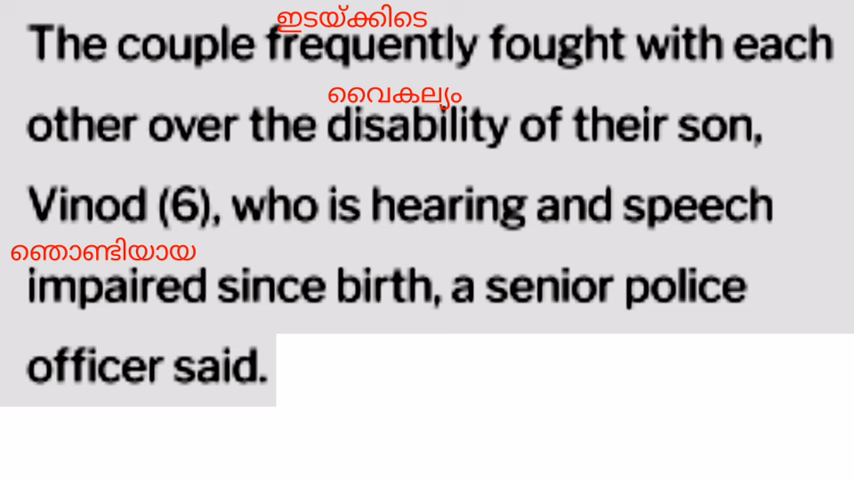 ഇടയ്ക്കിടെ
The couple frequently fought with each
വൈകല്യം
other over the disability of their son,
Vinod (6), who is hearing and speech
ഞൊണ്ടിയായ
impaired since birth, a senior police
officer said.